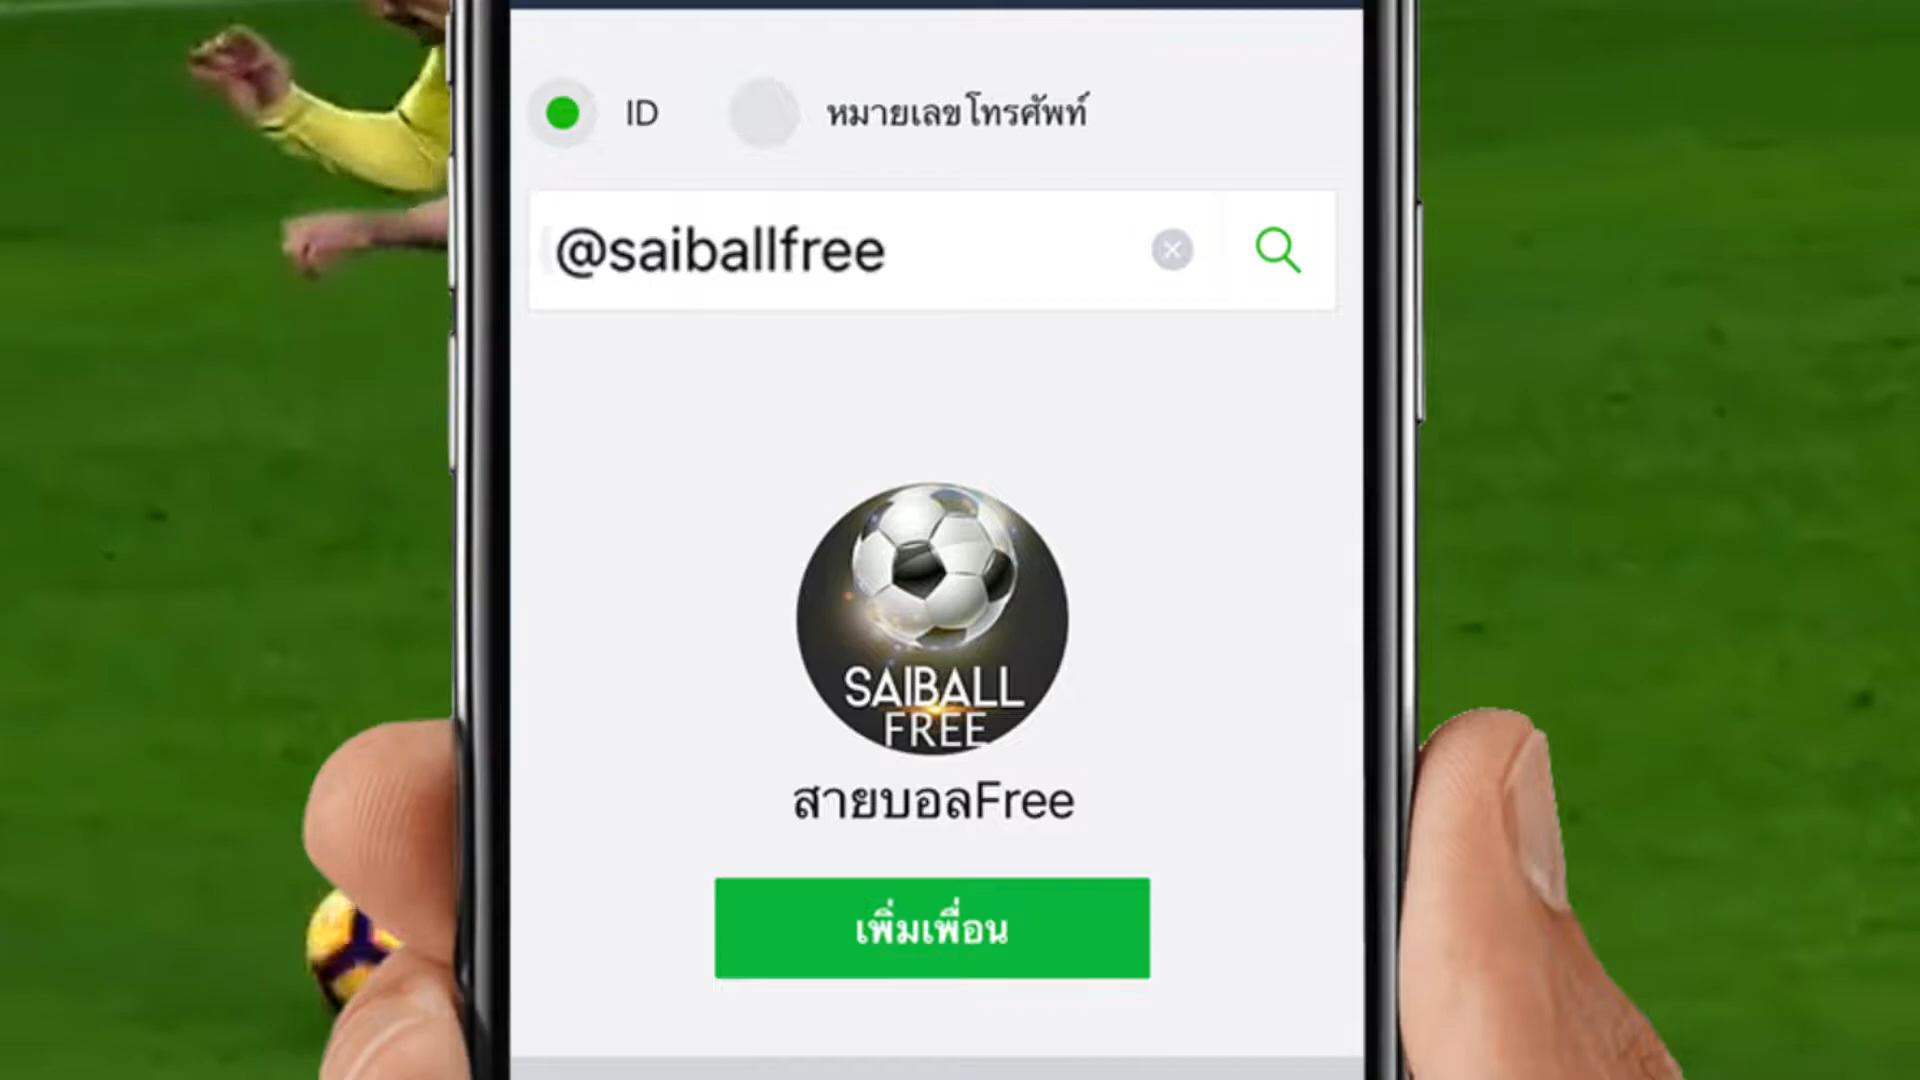 ID
หมายเลขโทรศัพท์
@saiballfree
SAIBALL
FREE
สายบอลFree
เพิ่มเพื่อน